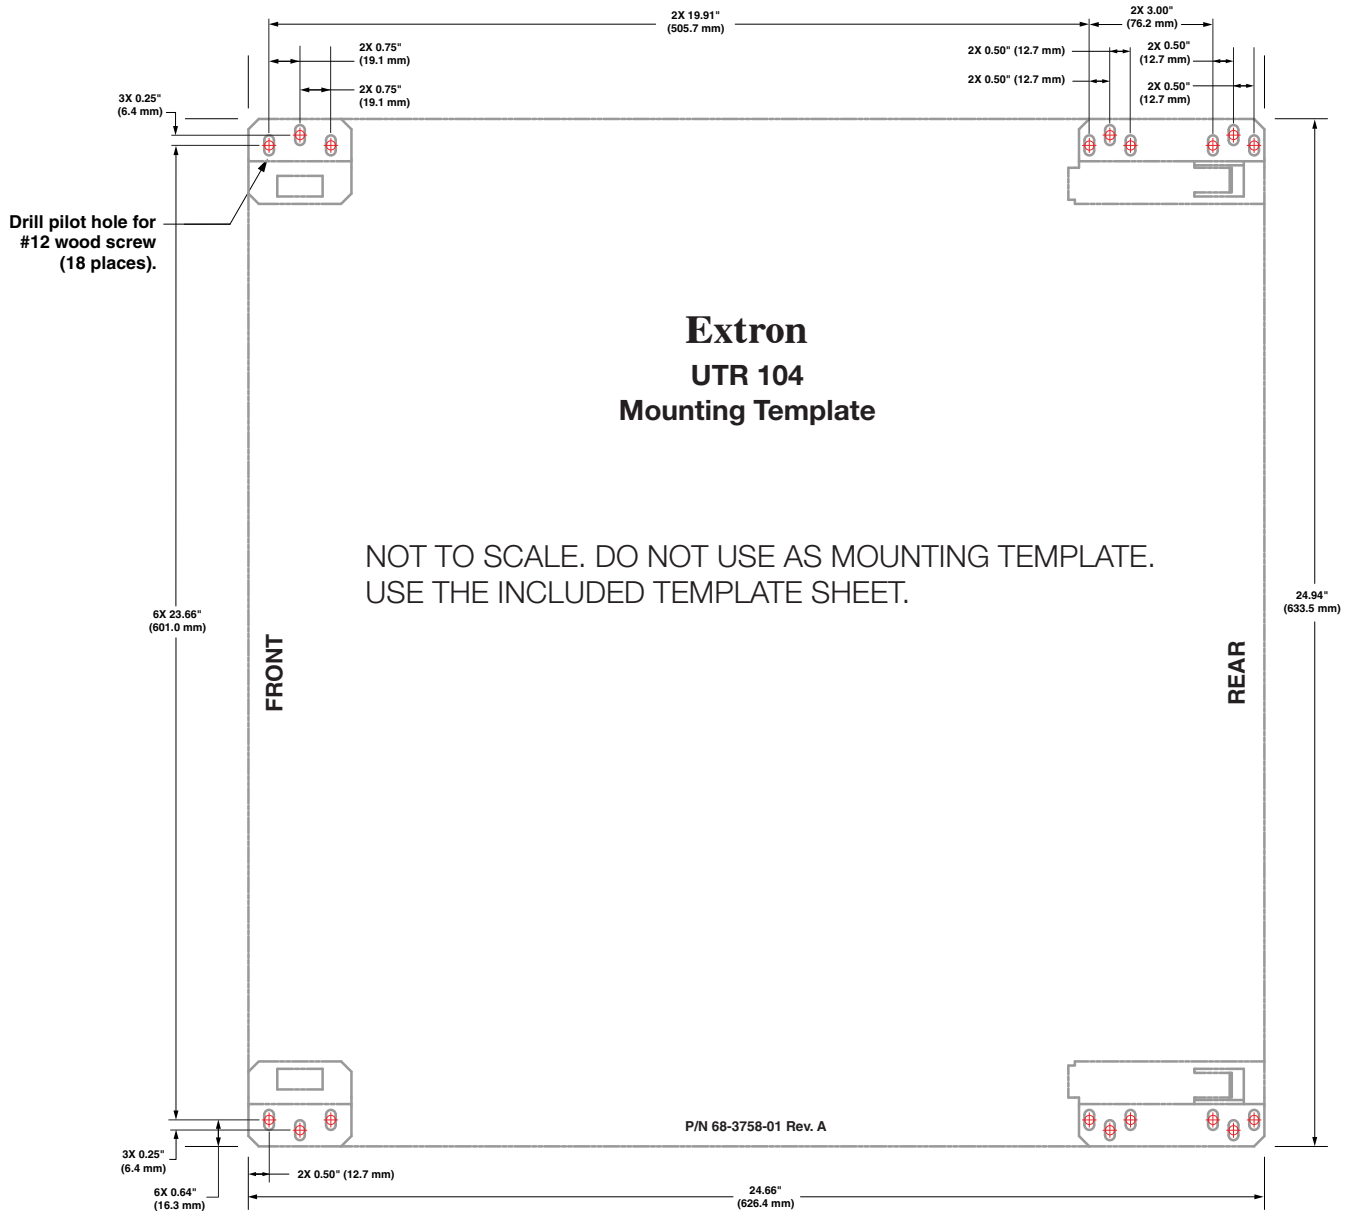 2X 19.91"
(505.7 mm)
2X 3.00"
(76.2 mm)
2X 0.75"
(19.1 mm)
2X 0.50" (12.7 mm)
2X 0.50"
(12.7 mm)
2X 0.50" (12.7 mm)
2X 0.75"
(19.1 mm)
2X 0.50"
(12.7 mm)
3X 0.25"
(6.4 mm)
Drill pilot hole for
#12 wood screw
(18 places).
Extron
UTR 104
Mounting Template
NOT TO SCALE. DO NOT USE AS MOUNTING TEMPLATE.
USE THE INCLUDED TEMPLATE SHEET.
6X 23.66"
(601.0 mm)
24.94"
(633.5 mm)
FRONT
REAR
P/N 68-3758-01 Rev. A
3X 0.25"
(6.4 mm)
2X 0.50" (12.7 mm)
6X 0.64"
(16.3 mm)
24.66"
(626.4 mm)